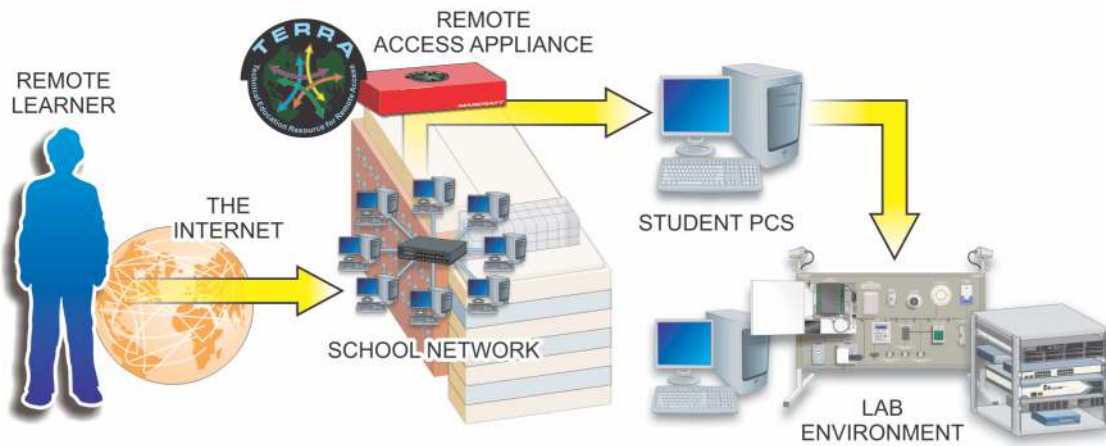 REMOTE
LEARNER
TERRA
Technical Education Resource for Remote Access
REMOTE
ACCESS APPLIANCE
MARCRAFT
THE
INTERNET
SCHOOL NETWORK
STUDENT PCS
LAB
ENVIRONMENT